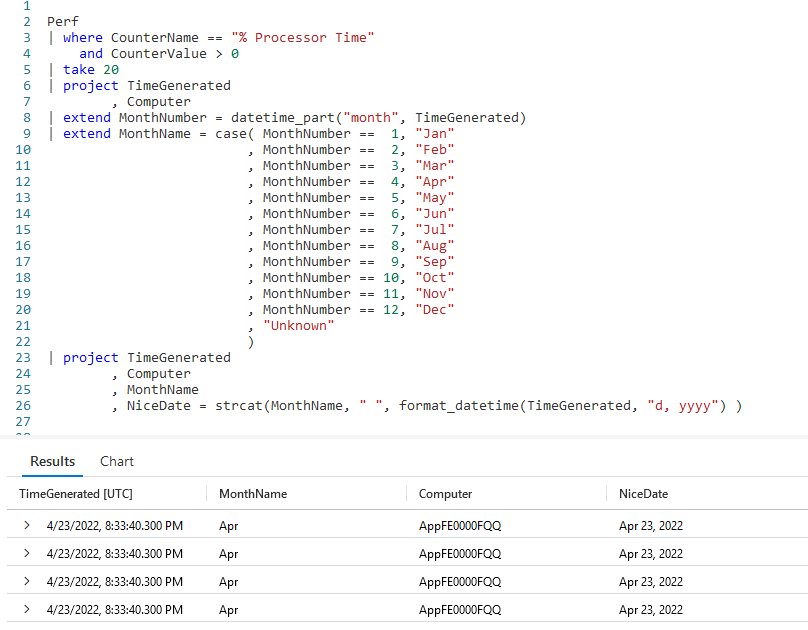 1
2 Perf
3 | where CounterName == "% Processor Time"
4     and CounterValue > 0
5 | take 20
6 | project TimeGenerated
7         , Computer
8 | extend MonthNumber = datetime_part("month", TimeGenerated)
9 | extend MonthName = case( MonthNumber ==  1, "Jan"
10                          , MonthNumber ==  2, "Feb"
11                          , MonthNumber ==  3, "Mar"
12                          , MonthNumber ==  4, "Apr"
13                          , MonthNumber ==  5, "May"
14                          , MonthNumber ==  6, "Jun"
15                          , MonthNumber ==  7, "Jul"
16                          , MonthNumber ==  8, "Aug"
17                          , MonthNumber ==  9, "Sep"
18                          , MonthNumber == 10, "Oct"
19                          , MonthNumber == 11, "Nov"
20                          , MonthNumber == 12, "Dec"
21                          , "Unknown"
22                          )
23 | project TimeGenerated
24         , Computer
25         , MonthName
26         , NiceDate = strcat(MonthName, " ", format_datetime(TimeGenerated, "d, yyyy") )
27
Results Chart
TimeGenerated [UTC] MonthName Computer NiceDate
4/23/2022, 8:33:40.300 PM Apr AppFE0000FQQ Apr 23, 2022
4/23/2022, 8:33:40.300 PM Apr AppFE0000FQQ Apr 23, 2022
4/23/2022, 8:33:40.300 PM Apr AppFE0000FQQ Apr 23, 2022
4/23/2022, 8:33:40.300 PM Apr AppFE0000FQQ Apr 23, 2022